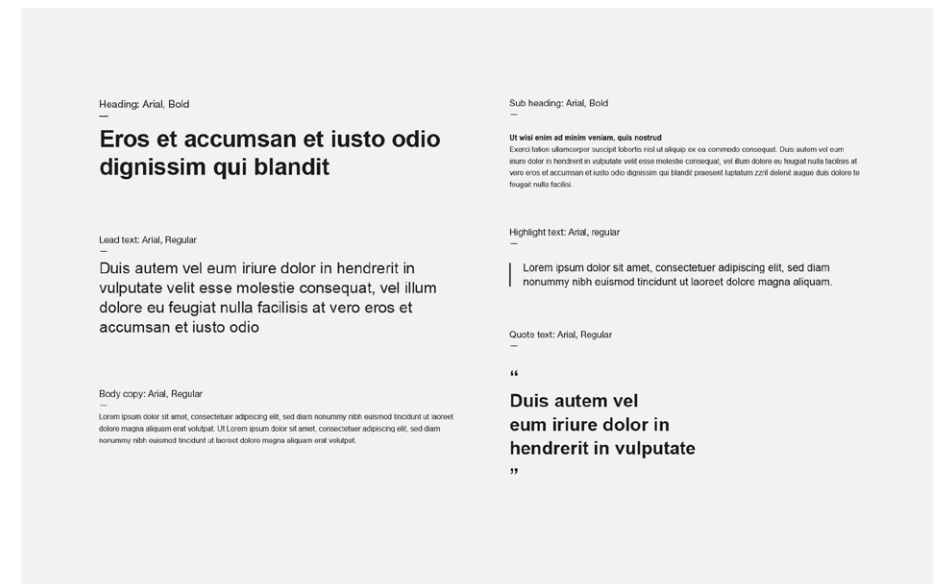 Heading: Arial, Bold
Eros et accumsan et iusto odio
dignissim qui blandit
Lead text: Arial, Regular
Duis autem vel eum iriure dolor in hendrerit in
vulputate velit esse molestie consequat, vel illum
dolore eu feugiat nulla facilisis at vero eros et
accumsan et iusto odio
Body copy: Arial, Regular
Lorem ipsum dolor sit amet, consectetuer adipiscing elit, sed diam nonummy nibh euismod tincidunt ut laoreet
dolore magna aliquam erat volutpat. Ut Lorem ipsum dolor sit amet, consectetuer adipiscing elit, sed diam
nonummy nibh euismod tincidunt ut laoreet dolore magna aliquam erat volutpat.
Sub heading: Arial, Bold
Ut wisi enim ad minim veniam, quis nostrud
Exerci tation ullamcorper suscipit lobortis nisl ut aliquip ex ea commodo consequat. Duis autem vel eum
iriure dolor in hendrerit in vulputate velit esse molestie consequat, vel illum dolore eu feugiat nulla facilisis at
vero eros et accumsan et iusto odio dignissim qui blandit praesent luptatum zzril delenit augue duis dolore te
feugait nulla facilisi.
Highlight text: Arial, regular
Lorem ipsum dolor sit amet, consectetuer adipiscing elit, sed diam
nonummy nibh euismod tincidunt ut laoreet dolore magna aliquam.
Quote text: Arial, Regular
“
Duis autem vel
eum iriure dolor in
hendrerit in vulputate
”